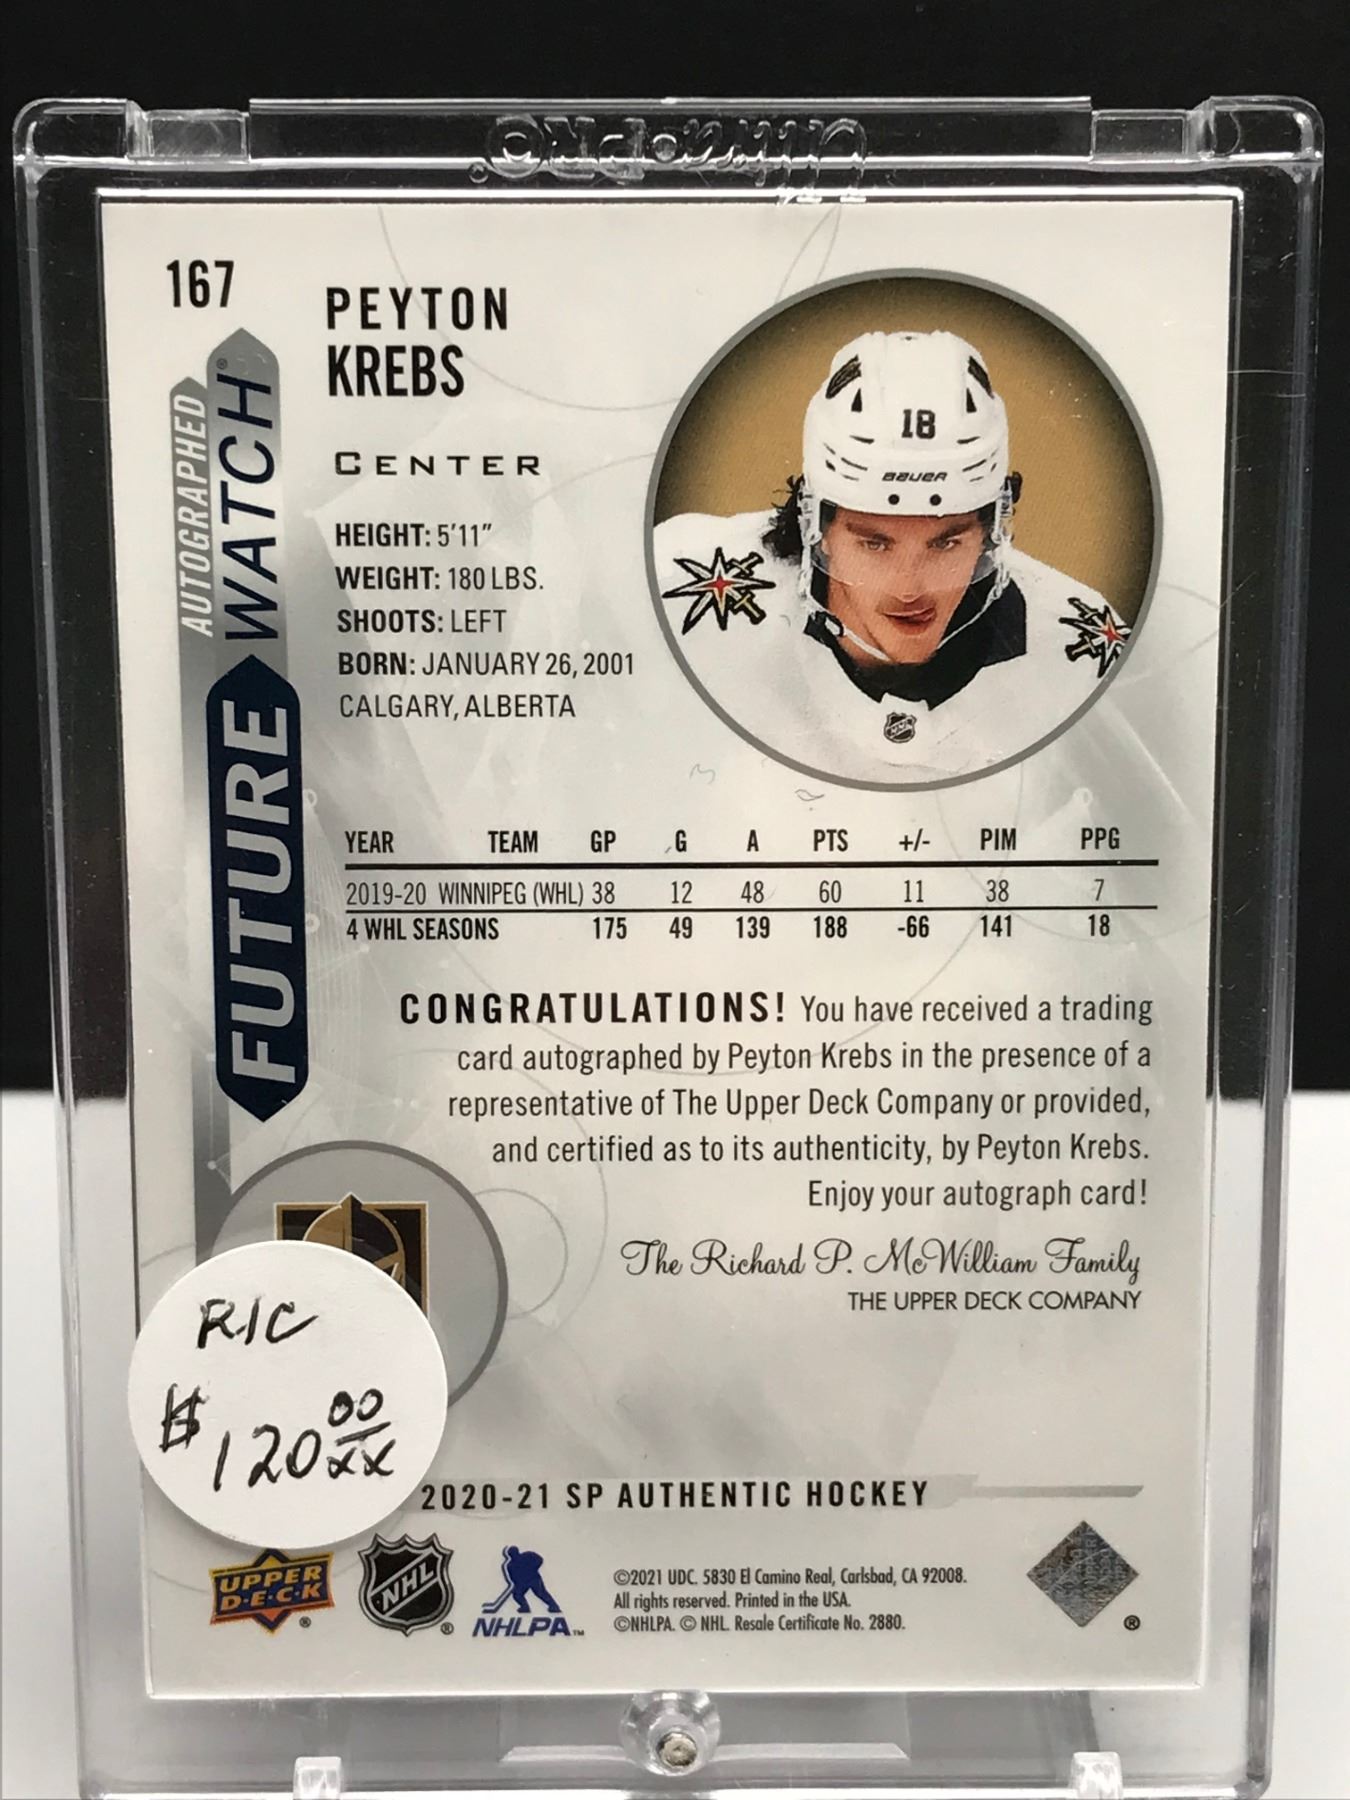 ULTRA•PRO®
167
PEYTON
KREBS
CENTER
HEIGHT: 5'11"
WEIGHT: 180 LBS.
SHOOTS: LEFT
BORN: JANUARY 26, 2001
CALGARY, ALBERTA
AUTOGRAPHED
FUTURE WATCH®
18
BAUER
NHL
YEAR TEAM GP G A PTS +/- PIM PPG
2019-20 WINNIPEG (WHL) 38 12 48 60 11 38 7
4 WHL SEASONS 175 49 139 188 -66 141 18
CONGRATULATIONS! You have received a trading
card autographed by Peyton Krebs in the presence of a
representative of The Upper Deck Company or provided,
and certified as to its authenticity, by Peyton Krebs.
Enjoy your autograph card!
The Richard P. McWilliam Family
THE UPPER DECK COMPANY
R/C
$120 00/xx
2020-21 SP AUTHENTIC HOCKEY
UPPER
D·E·C·K
®
NHL
®
NHLPA™
©2021 UDC. 5830 El Camino Real, Carlsbad, CA 92008.
All rights reserved. Printed in the USA.
©NHLPA. © NHL. Resale Certificate No. 2880.
®